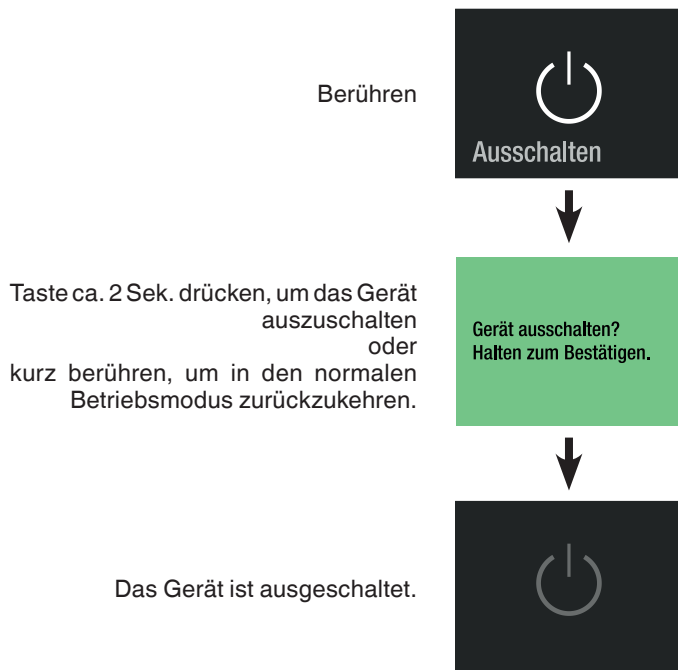 Berühren
Ausschalten
Taste ca. 2 Sek. drücken, um das Gerät
auszuschalten
oder
kurz berühren, um in den normalen
Betriebsmodus zurückzukehren.
Gerät ausschalten?
Halten zum Bestätigen.
Das Gerät ist ausgeschaltet.